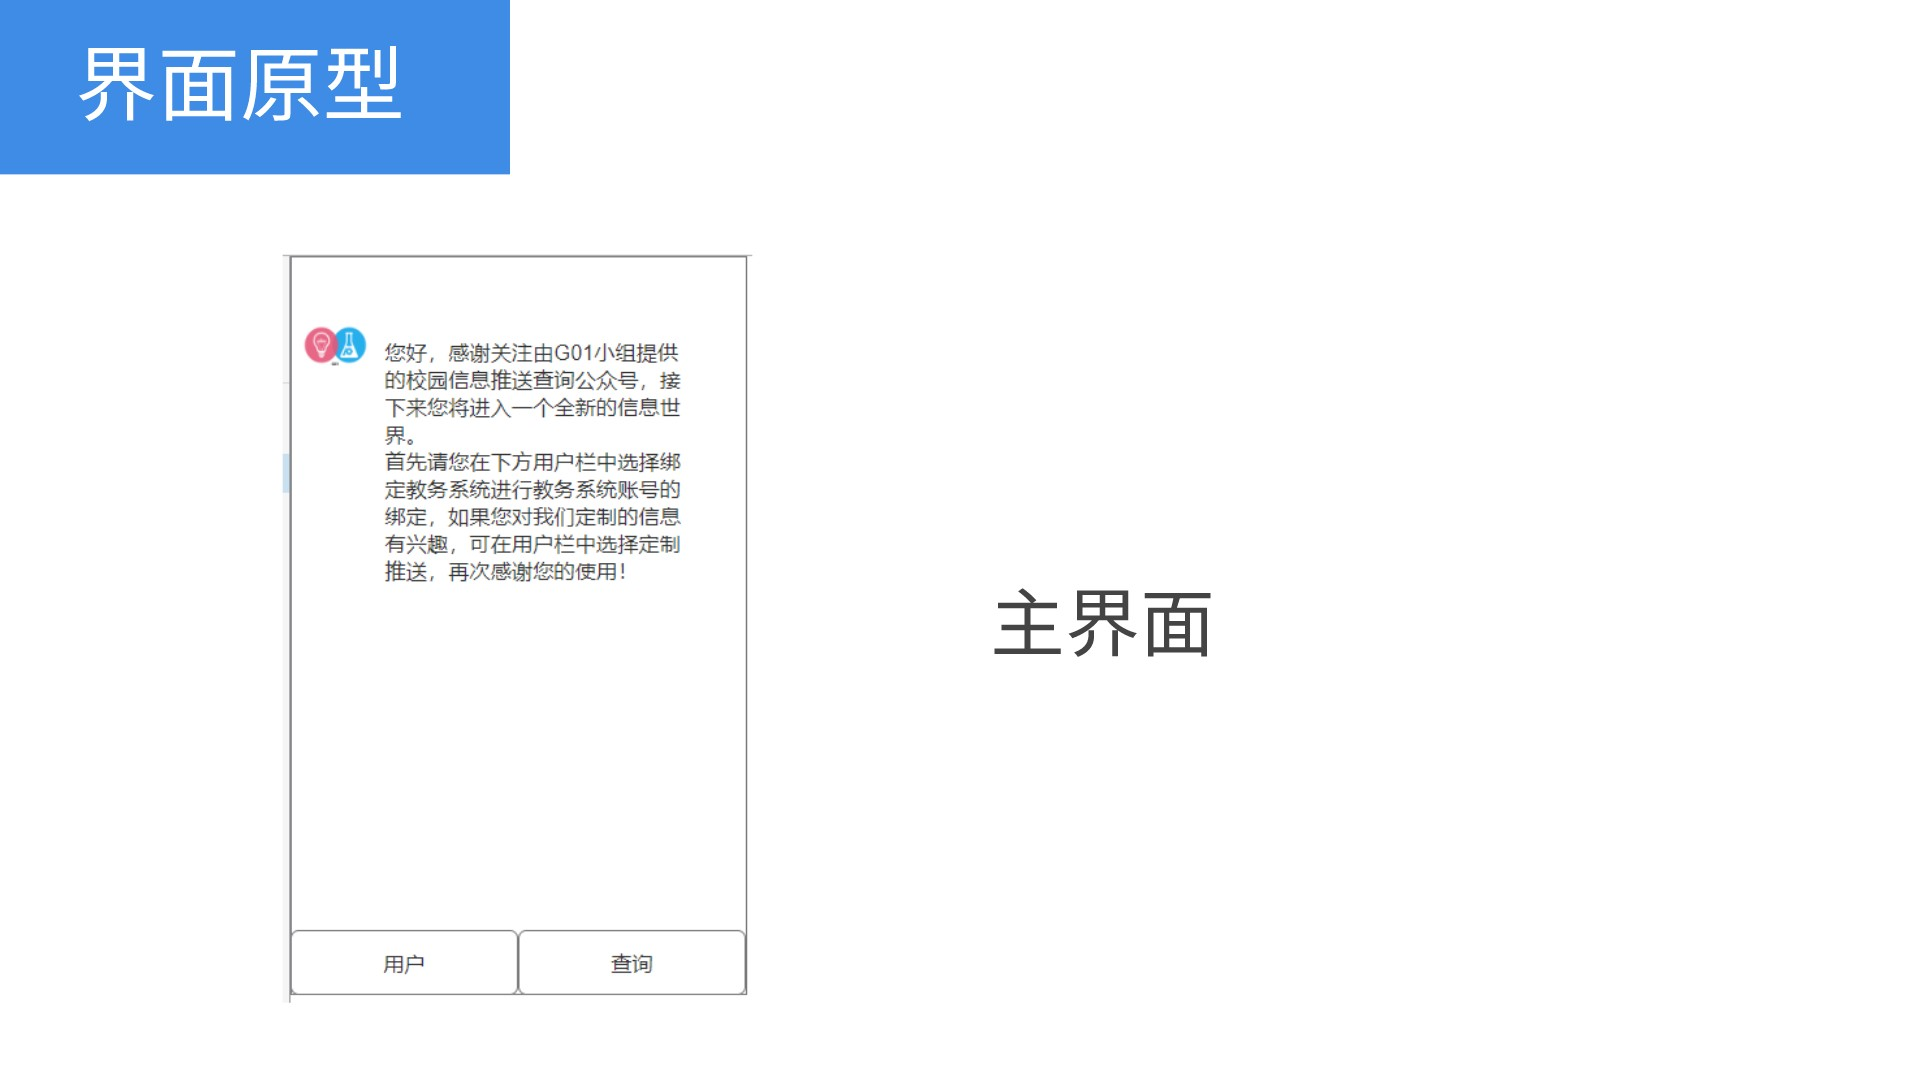 界面原型
您好，感谢关注由G01小组提供
的校园信息推送查询公众号，接
下来您将进入一个全新的信息世
界。
首先请您在下方用户栏中选择绑
定教务系统进行教务系统账号的
绑定，如果您对我们定制的信息
有兴趣，可在用户栏中选择定制
推送，再次感谢您的使用！
主界面
用户
查询